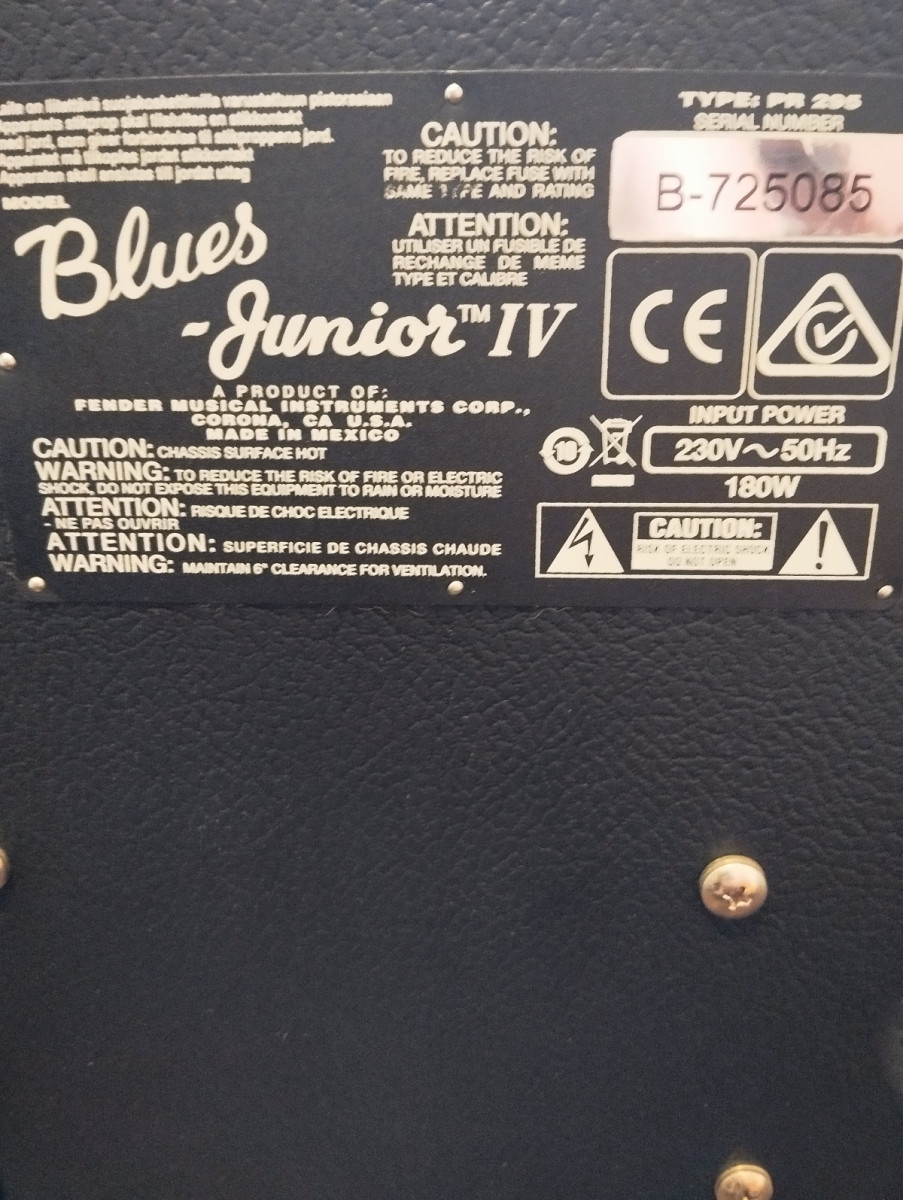 TYPE: PR 295
SERIAL NUMBER
B-725085
CAUTION:
TO REDUCE THE RISK OF
FIRE, REPLACE FUSE WITH
SAME TYPE AND RATING
ATTENTION:
UTILISER UN FUSIBLE DE
RECHANGE DE MEME
TYPE ET CALIBRE
MODEL
Blues
-Junior™ IV
A PRODUCT OF:
FENDER MUSICAL INSTRUMENTS CORP.,
CORONA, CA U.S.A.
MADE IN MEXICO
CAUTION: CHASSIS SURFACE HOT
WARNING: TO REDUCE THE RISK OF FIRE OR ELECTRIC
SHOCK, DO NOT EXPOSE THIS EQUIPMENT TO RAIN OR MOISTURE
ATTENTION: RISQUE DE CHOC ELECTRIQUE
- NE PAS OUVRIR
ATTENTION: SUPERFICIE DE CHASSIS CHAUDE
WARNING: MAINTAIN 6" CLEARANCE FOR VENTILATION.
CE
INPUT POWER
10
230V~50Hz
180W
CAUTION:
RISK OF ELECTRIC SHOCK
DO NOT OPEN